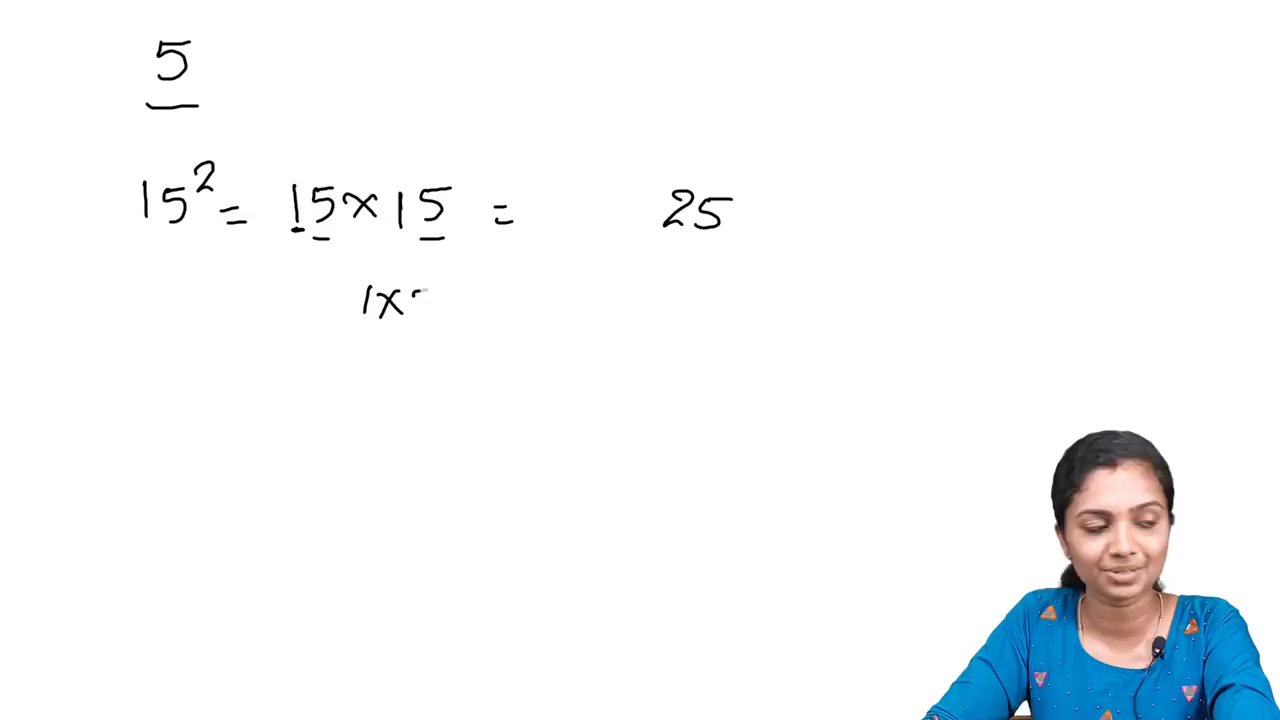 5
15² = 15 × 15 = 25
1×